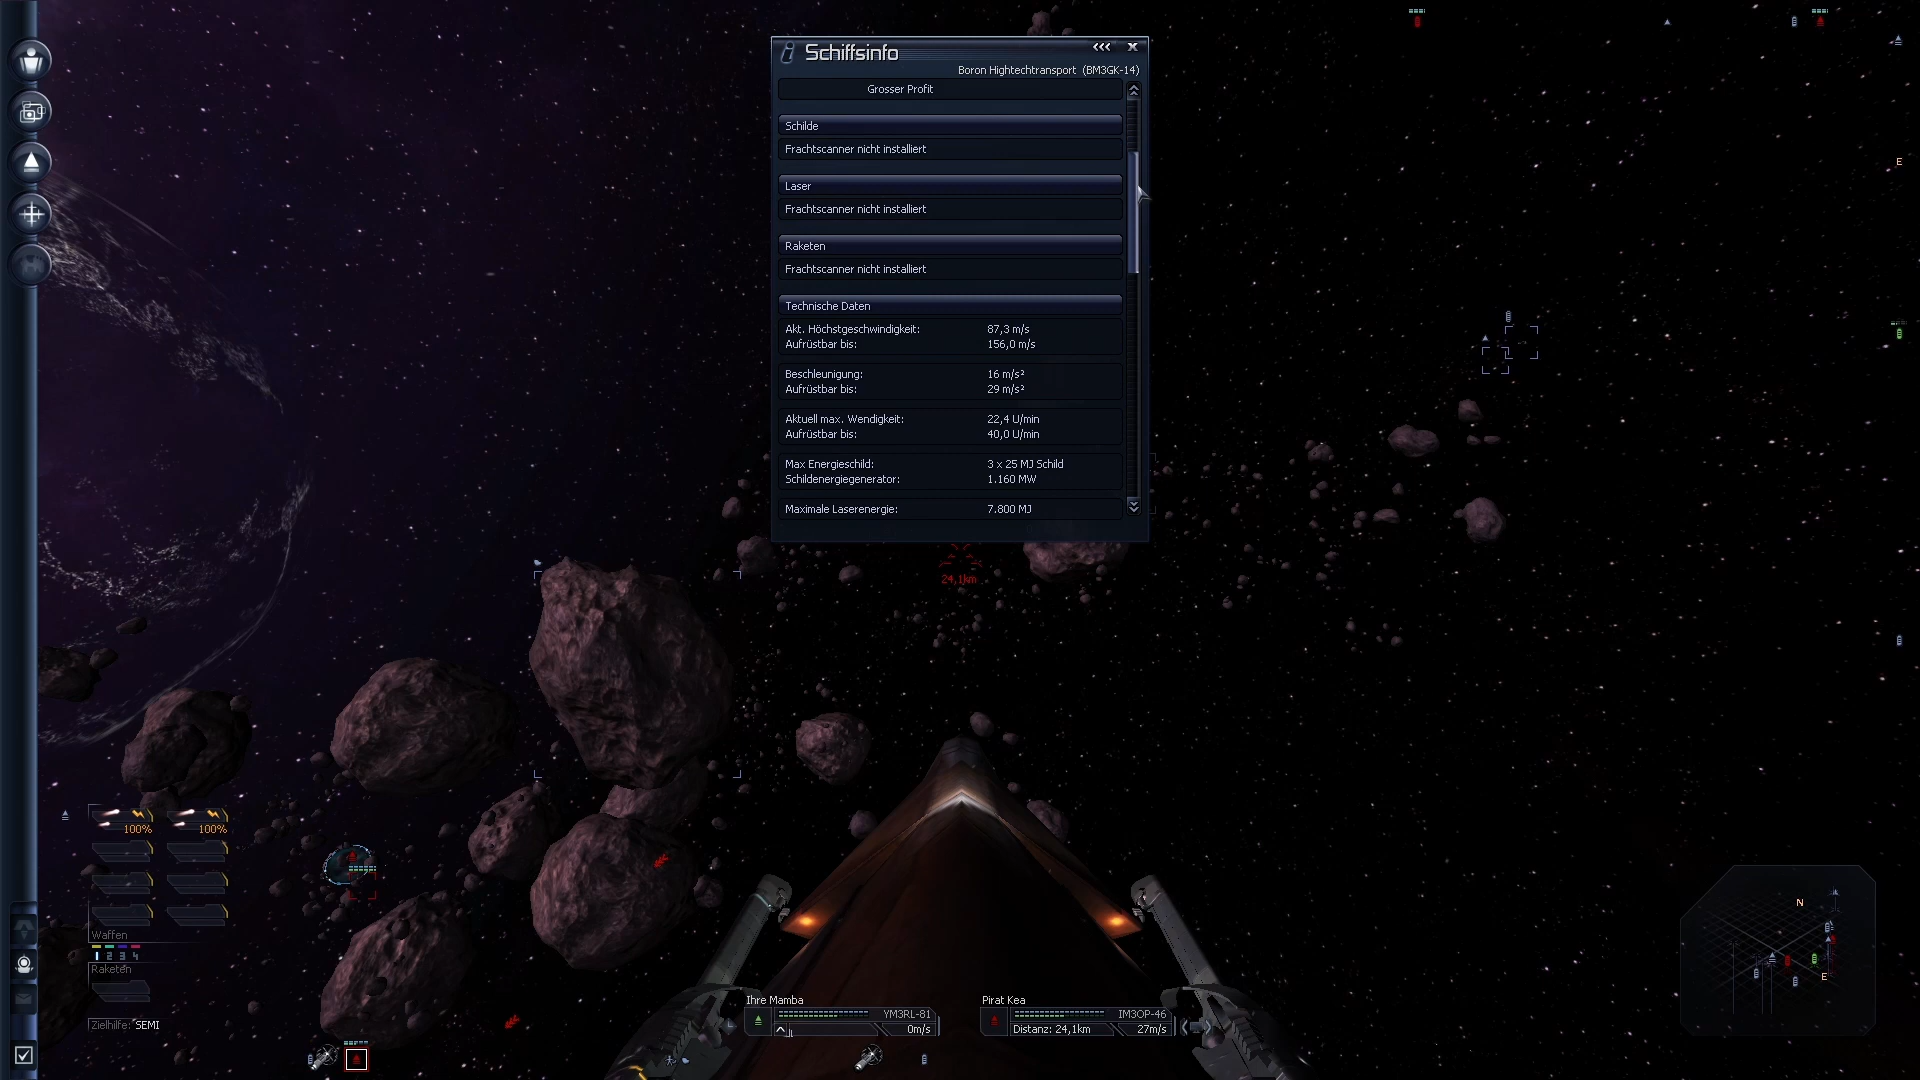 Schiffsinfo
Boron Hightechtransport (BM3GK-14)
Grosser Profit
Schilde
Frachtscanner nicht installiert
Laser
Frachtscanner nicht installiert
Raketen
Frachtscanner nicht installiert
Technische Daten
Akt. Höchstgeschwindigkeit: 87,3 m/s
Aufrüstbar bis: 156,0 m/s
Beschleunigung: 16 m/s²
Aufrüstbar bis: 29 m/s²
Aktuell max. Wendigkeit: 22,4 U/min
Aufrüstbar bis: 40,0 U/min
Max Energieschild: 3 x 25 MJ Schild
Schildenergiegenerator: 1.160 MW
Maximale Laserenergie: 7.800 MJ
E
24,1km
100% 100%
Waffen
1 2 3 4
Raketen
Zielhilfe: SEMI
Ihre Mamba
YM3RL-81
0m/s
Pirat Kea
IM3OP-46
Distanz: 24,1km 27m/s
N
E